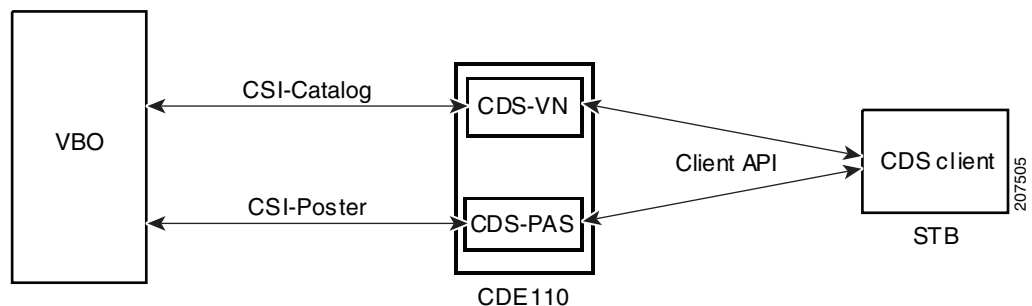 VBO
CSI-Catalog
CSI-Poster
CDS-VN
CDS-PAS
CDE110
Client API
CDS client
STB
207505